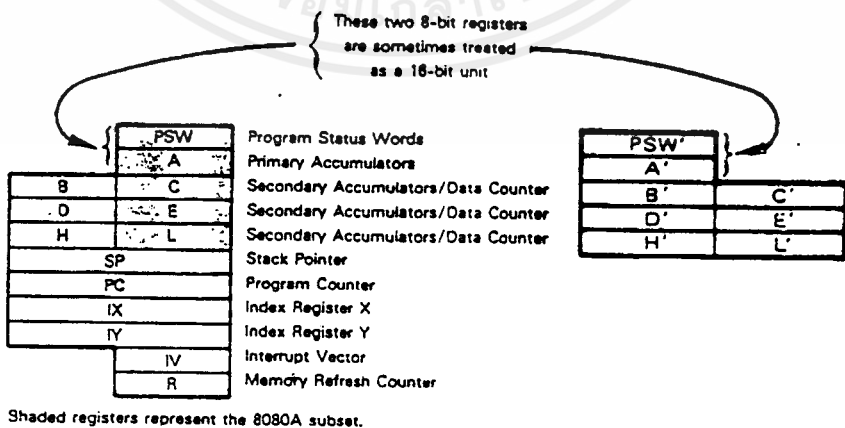 These two 8-bit registers
are sometimes treated
as a 16-bit unit
PSW Program Status Words
A Primary Accumulators
B C Secondary Accumulators/Data Counter
D E Secondary Accumulators/Data Counter
H L Secondary Accumulators/Data Counter
SP Stack Pointer
PC Program Counter
IX Index Register X
IY Index Register Y
IV Interrupt Vector
R Memory Refresh Counter
PSW'
A'
B' C'
D' E'
H' L'
Shaded registers represent the 8080A subset.